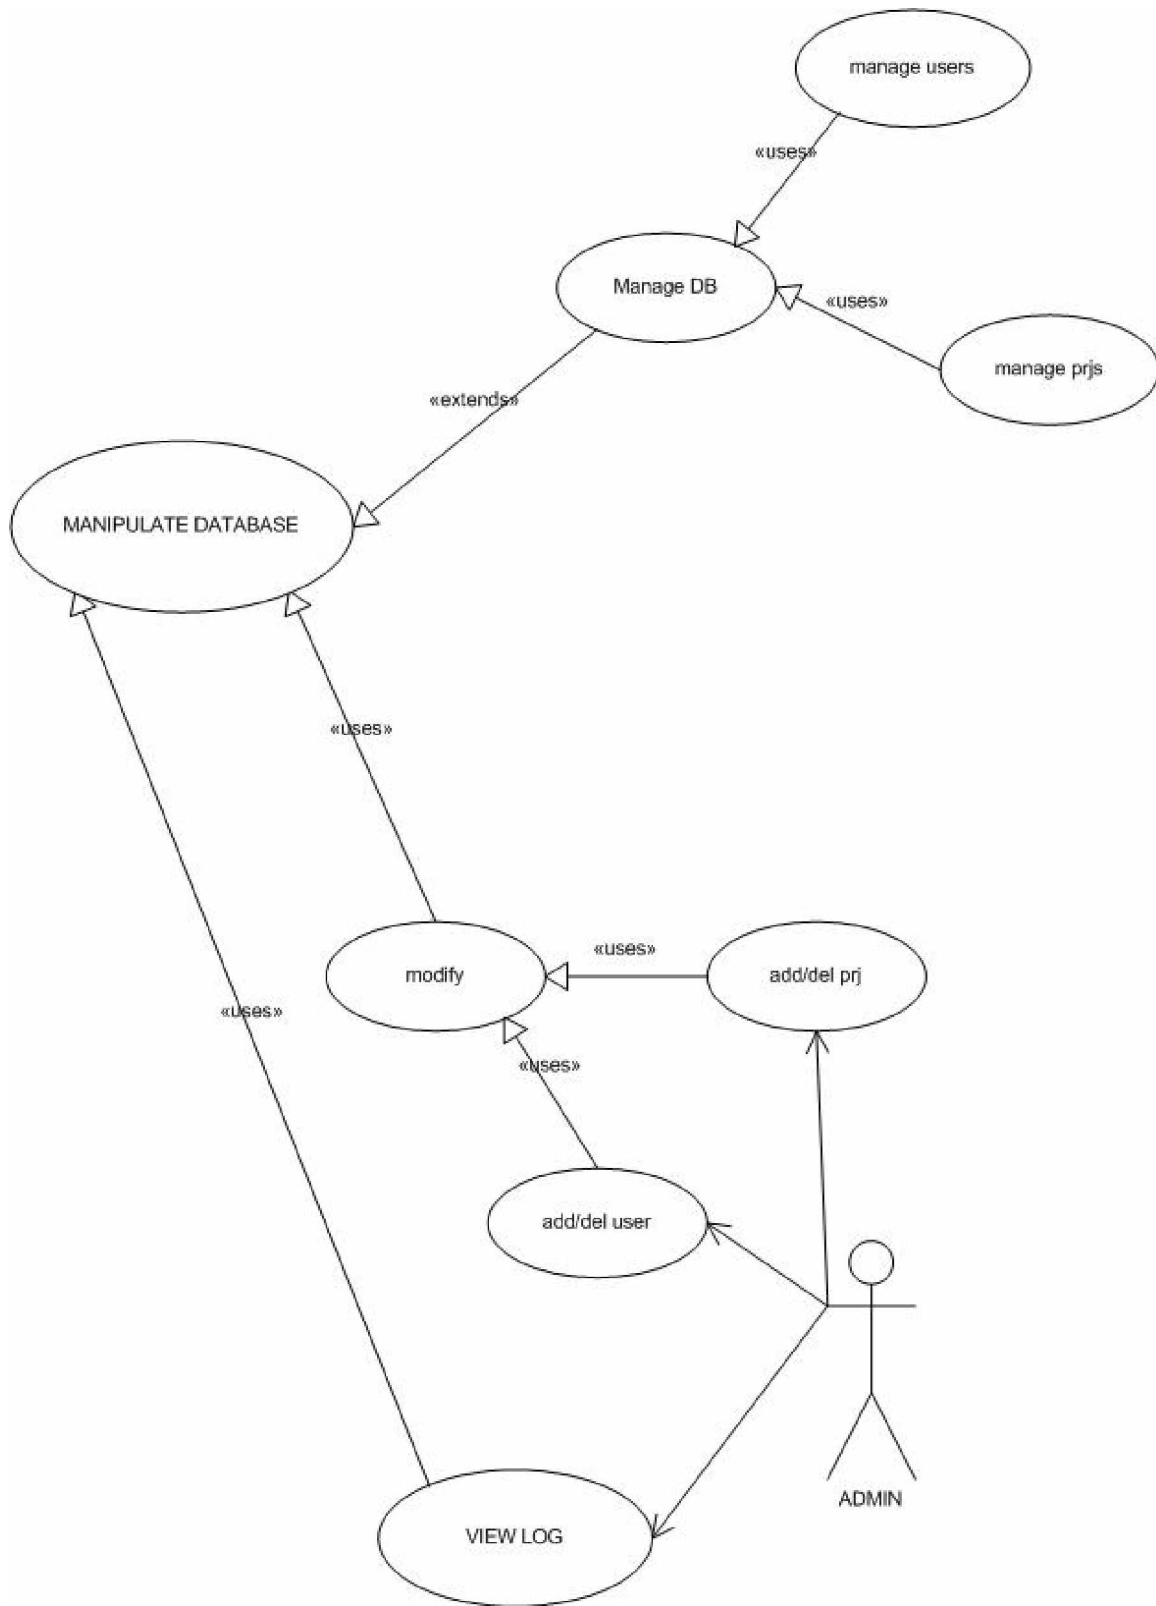 manage users
«uses»
Manage DB
«uses»
manage prjs
«extends»
MANIPULATE DATABASE
«uses»
«uses»
modify
add/del prj
«uses»
«uses»
add/del user
ADMIN
VIEW LOG